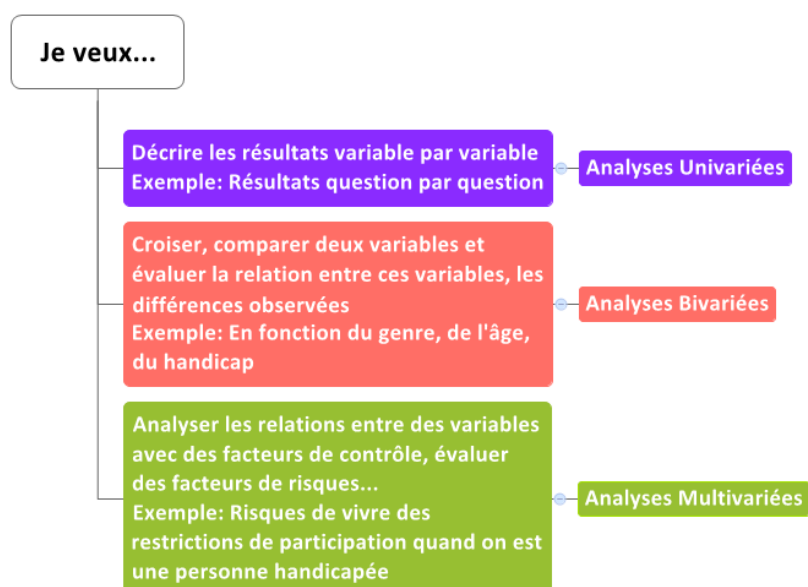 Je veux...
Décrire les résultats variable par variable
Exemple: Résultats question par question
Analyses Univariées
Croiser, comparer deux variables et
évaluer la relation entre ces variables, les
différences observées
Exemple: En fonction du genre, de l'âge,
du handicap
Analyses Bivariées
Analyser les relations entre des variables
avec des facteurs de contrôle, évaluer
des facteurs de risques...
Exemple: Risques de vivre des
restrictions de participation quand on est
une personne handicapée
Analyses Multivariées